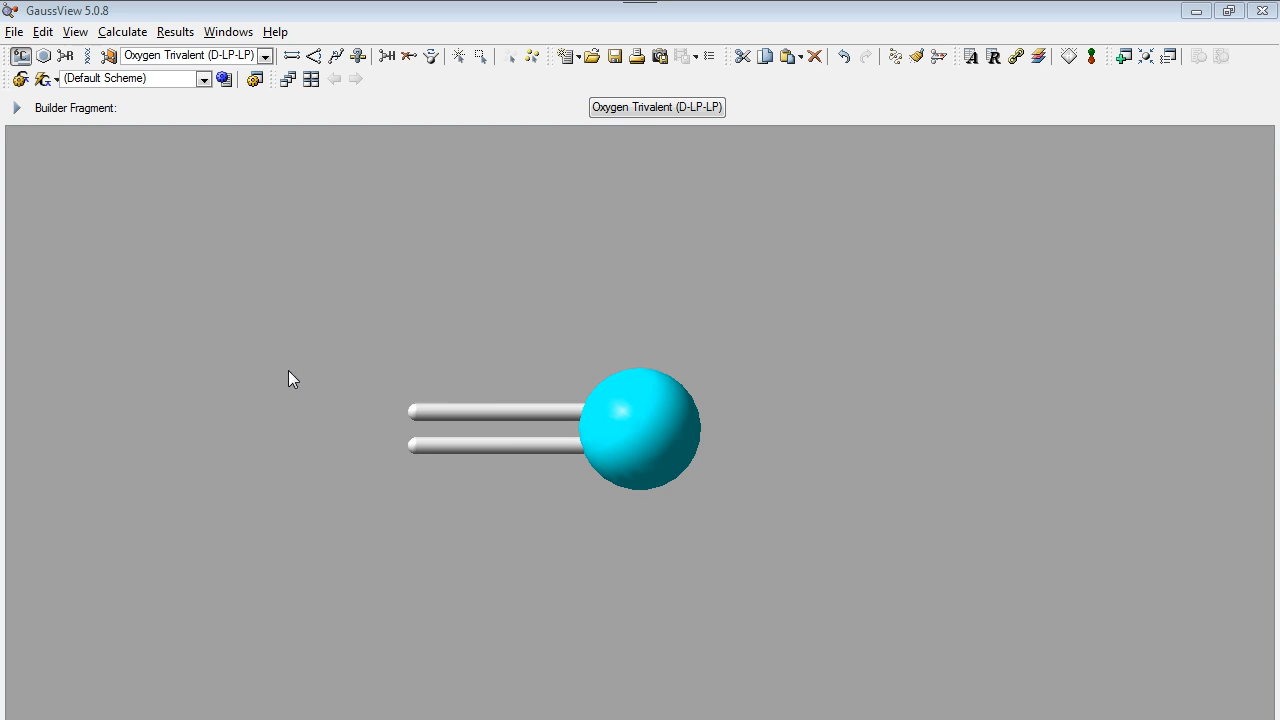 GaussView 5.0.8
File Edit View Calculate Results Windows Help
Oxygen Trivalent (D-LP-LP)
(Default Scheme)
Builder Fragment: Oxygen Trivalent (D-LP-LP)